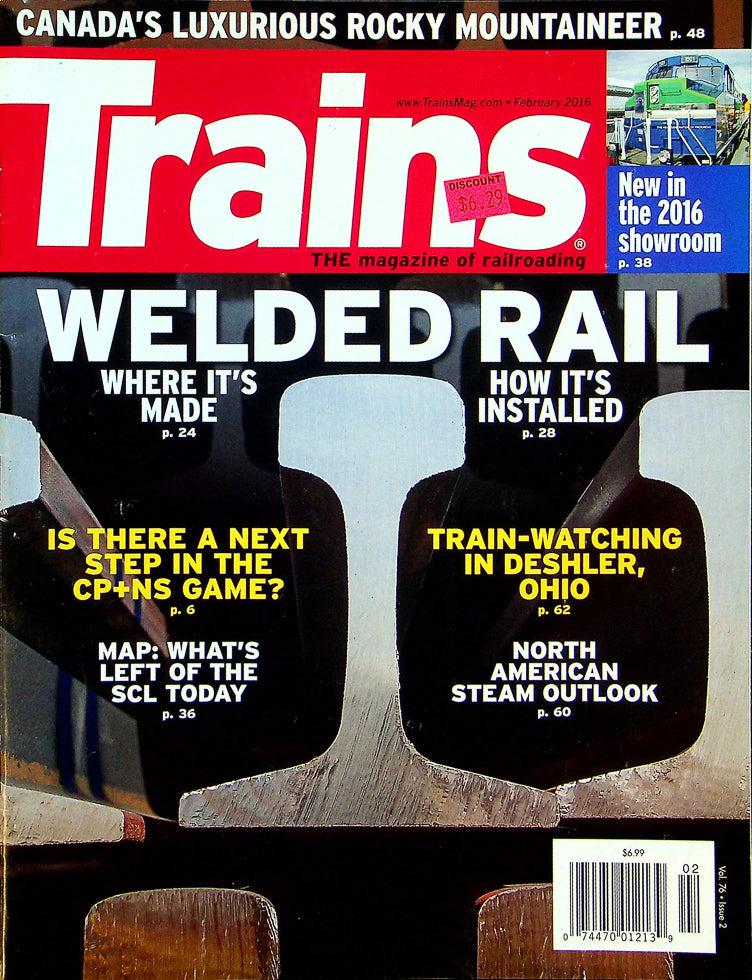 CANADA'S LUXURIOUS ROCKY MOUNTAINEER p. 48
www.TrainsMag.com • February 2016
Trains®
DISCOUNT
$6.29
THE magazine of railroading
New in
the 2016
showroom
p. 38
WELDED RAIL
WHERE IT'S
MADE
p. 24
HOW IT'S
INSTALLED
p. 28
IS THERE A NEXT
STEP IN THE
CP+NS GAME?
p. 6
TRAIN-WATCHING
IN DESHLER,
OHIO
p. 62
MAP: WHAT'S
LEFT OF THE
SCL TODAY
p. 36
NORTH
AMERICAN
STEAM OUTLOOK
p. 60
$6.99
02
0 74470 01213 9
Vol. 76 • Issue 2